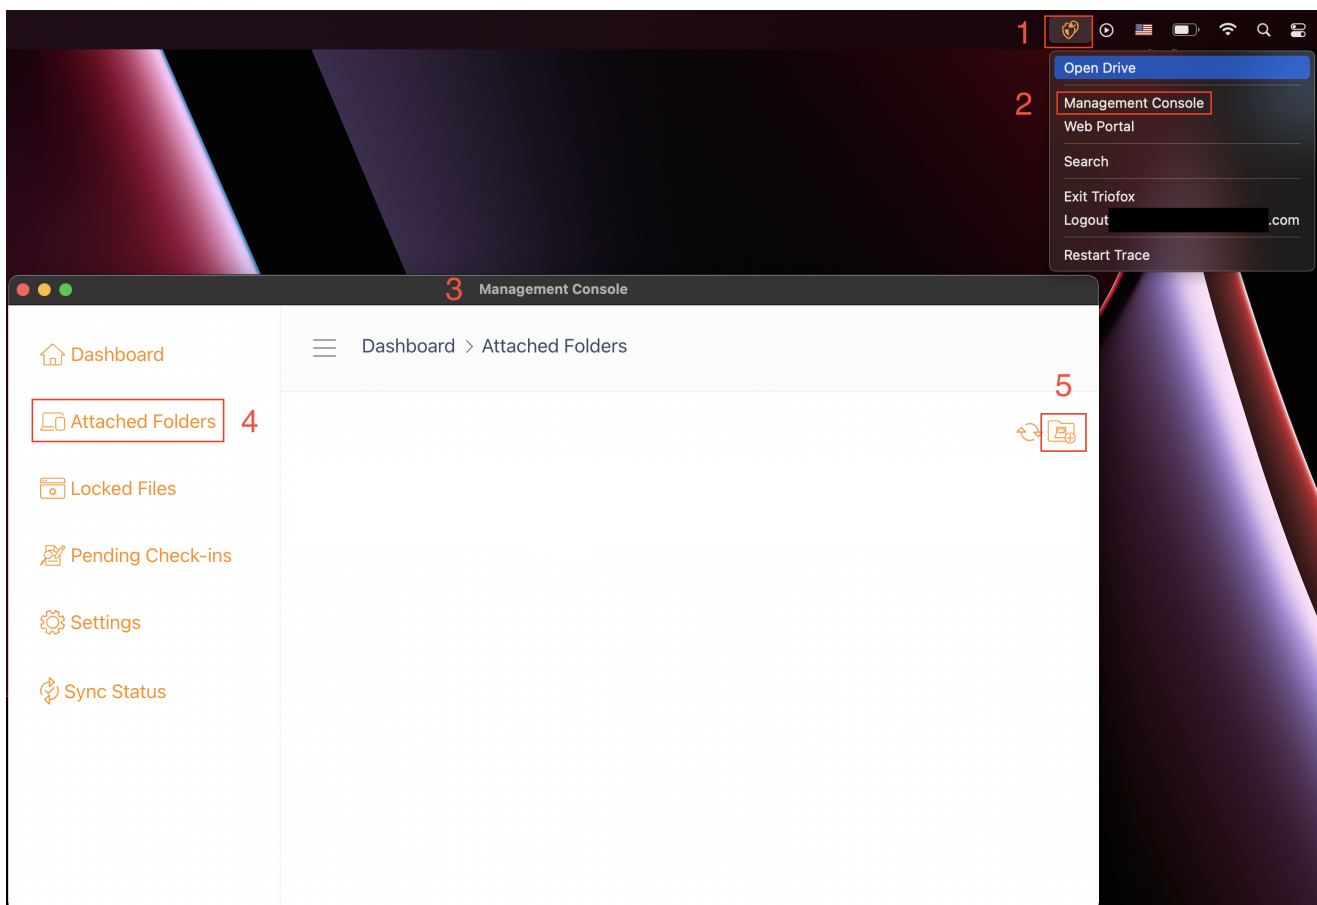 1
Open Drive
2
Management Console
Web Portal
Search
Exit Triofox
Logout .com
Restart Trace
3 Management Console
Dashboard
Dashboard > Attached Folders
5
Attached Folders 4
Locked Files
Pending Check-ins
Settings
Sync Status